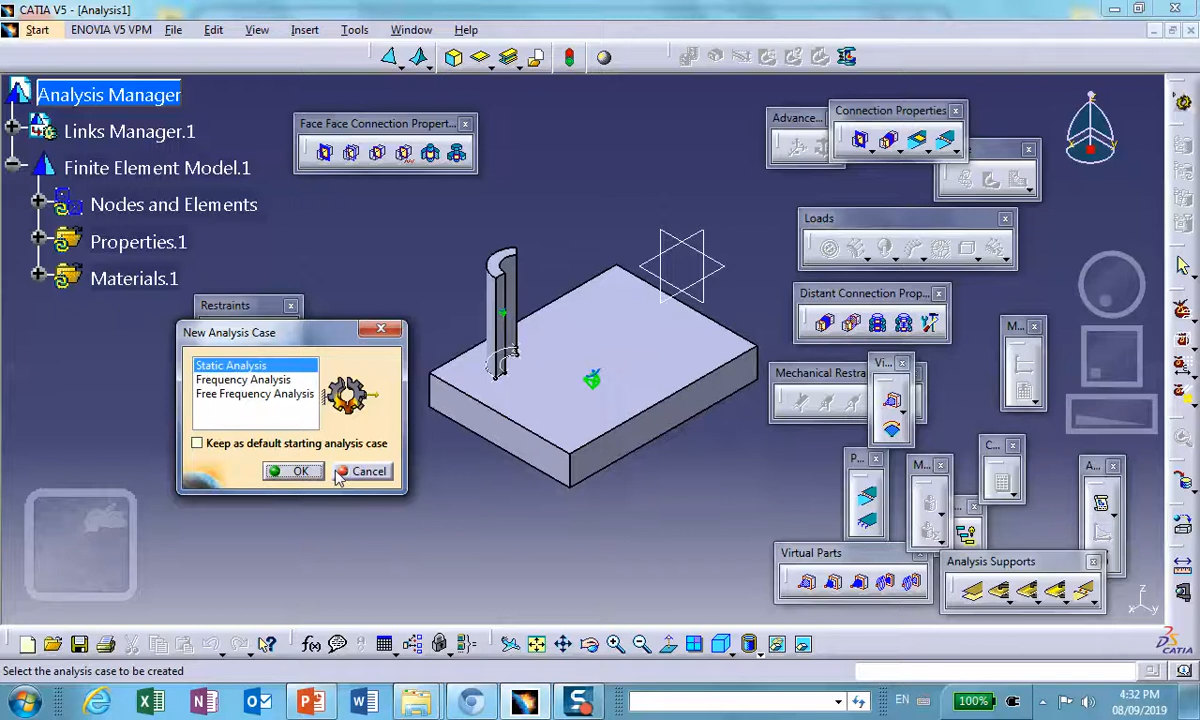 CATIA V5 - [Analysis1]
Start ENOVIA V5 VPM File Edit View Insert Tools Window Help
Analysis Manager
Links Manager.1
Finite Element Model.1
Nodes and Elements
Properties.1
Materials.1
Face Face Connection Propert...
Advance...
Connection Properties
Loads
Distant Connection Prop...
Mechanical Restra
Vi...
M...
P...
M...
C...
A...
Virtual Parts
Analysis Supports
Restraints
New Analysis Case
Static Analysis
Frequency Analysis
Free Frequency Analysis
Keep as default starting analysis case
OK Cancel
z
x
y
f(x)
CATIA
Select the analysis case to be created
EN
100%
4:32 PM
08/09/2019